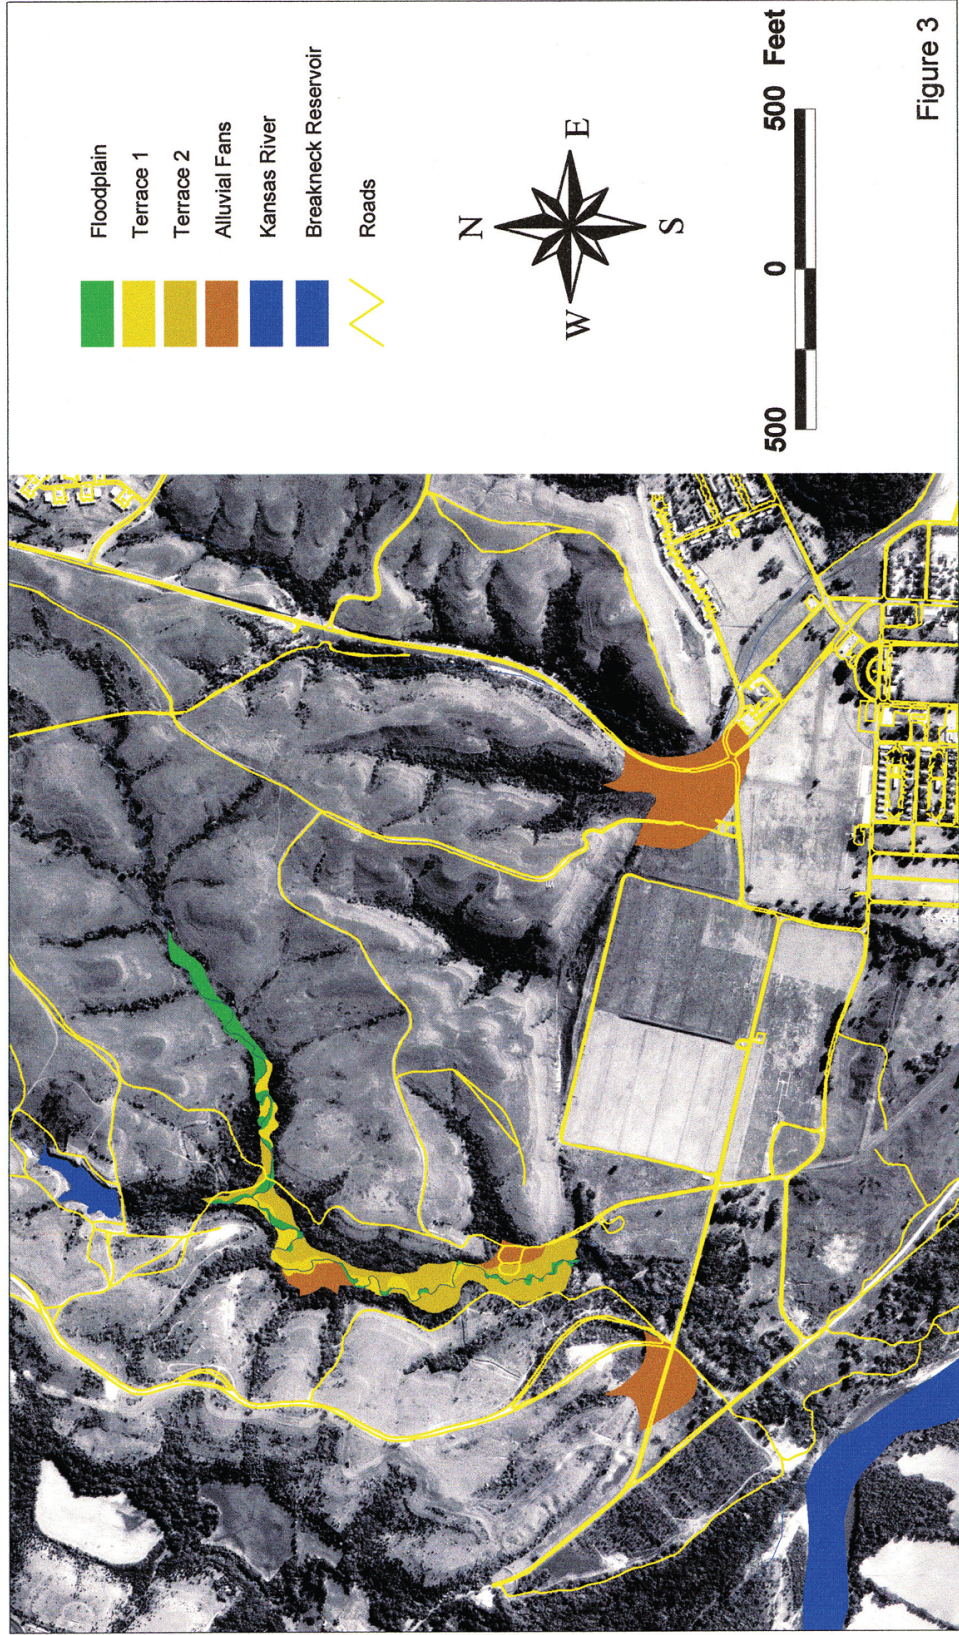 Floodplain
Terrace 1
Terrace 2
Alluvial Fans
Kansas River
Breakneck Reservoir
Roads
N
W
E
S
500 0 500 Feet
Figure 3